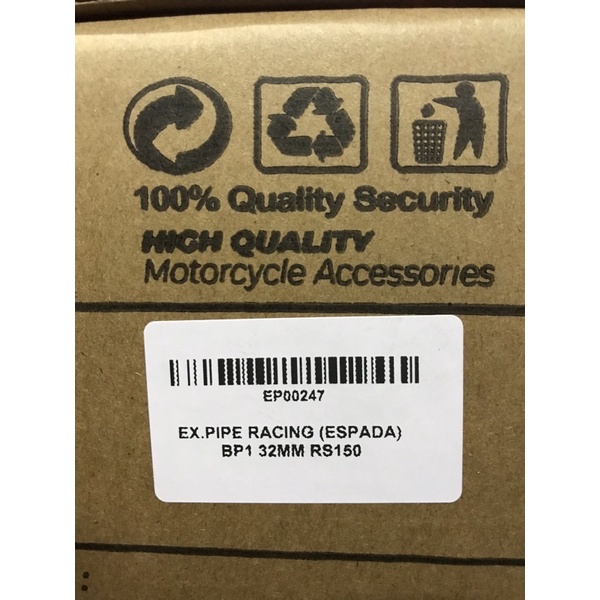 100% Quality Security
HIGH QUALITY
Motorcycle Accessories
EP00247
EX.PIPE RACING (ESPADA)
BP1 32MM RS150